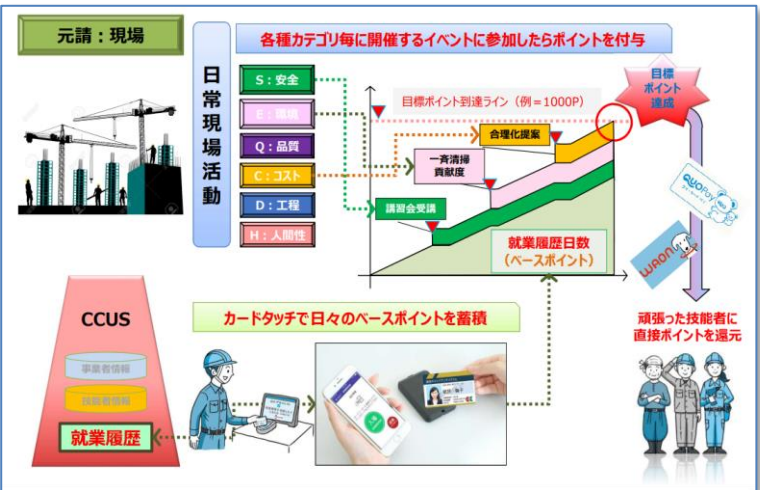 元請：現場
各種カテゴリ毎に開催するイベントに参加したらポイントを付与
日常現場活動
S：安全
E：環境
Q：品質
C：コスト
D：工程
H：人間性
目標ポイント到達ライン（例＝1000P）
合理化提案
一斉清掃
貢献度
講習会受講
就業履歴日数
（ベースポイント）
目標
ポイント
達成
QUOPay
WAON
頑張った技能者に
直接ポイントを還元
CCUS
事業者情報
技能者情報
就業履歴
カードタッチで日々のベースポイントを蓄積